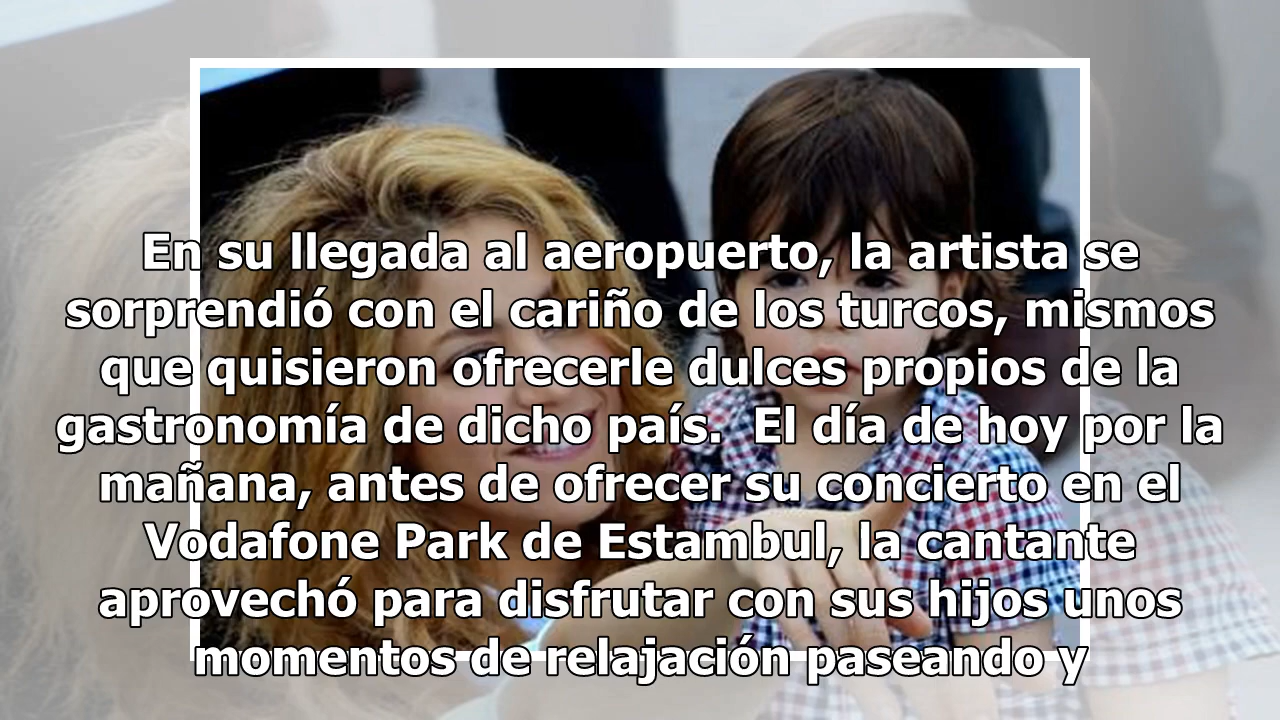 En su llegada al aeropuerto, la artista se
sorprendió con el cariño de los turcos, mismos
que quisieron ofrecerle dulces propios de la
gastronomía de dicho país.  El día de hoy por la
mañana, antes de ofrecer su concierto en el
Vodafone Park de Estambul, la cantante
aprovechó para disfrutar con sus hijos unos
momentos de relajación paseando y